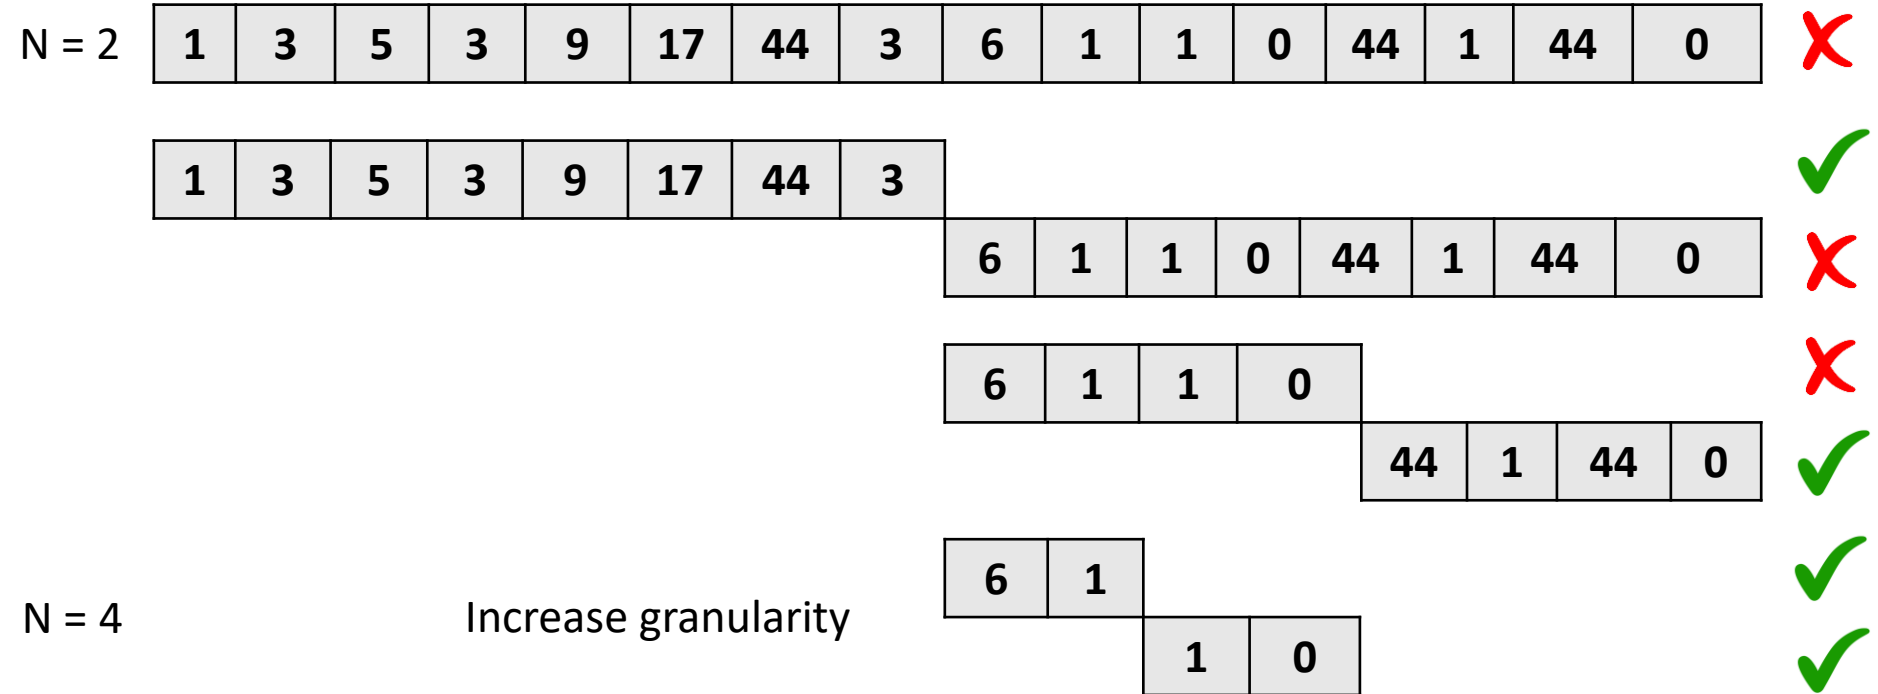 N = 2 1 3 5 3 9 17 44 3 6 1 1 0 44 1 44 0
1 3 5 3 9 17 44 3
6 1 1 0 44 1 44 0
6 1 1 0
44 1 44 0
6 1
N = 4 Increase granularity
1 0